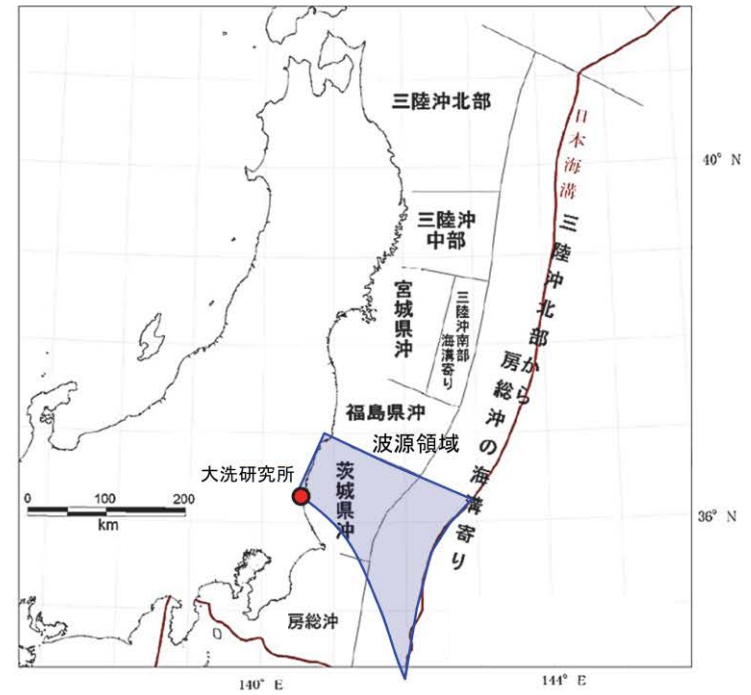 三陸沖北部
日本海溝
40° N
三陸沖
中部
三陸沖北部から
房総沖の海溝寄り
宮城県沖
三陸沖南部
海溝寄り
福島県沖
波源領域
大洗研究所
茨城県沖
0 100 200
km
36° N
房総沖
140° E
144° E